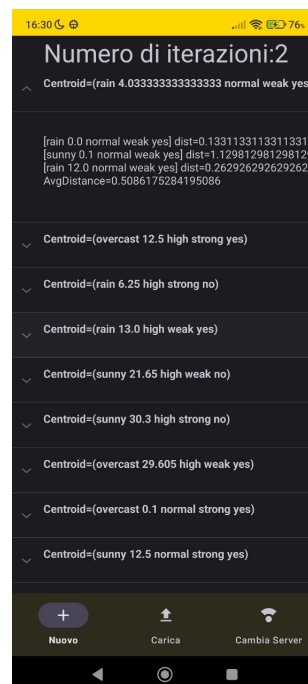 16:30 76%
Numero di iterazioni:2
Centroid=(rain 4.033333333333333 normal weak yes
[rain 0.0 normal weak yes] dist=0.1331133113311331
[sunny 0.1 normal weak yes] dist=1.129812981298129
[rain 12.0 normal weak yes] dist=0.262926292629262
AvgDistance=0.5086175284195086
Centroid=(overcast 12.5 high strong yes)
Centroid=(rain 6.25 high strong no)
Centroid=(rain 13.0 high weak yes)
Centroid=(sunny 21.65 high weak no)
Centroid=(sunny 30.3 high strong no)
Centroid=(overcast 29.605 high weak yes)
Centroid=(overcast 0.1 normal strong yes)
Centroid=(sunny 12.5 normal strong yes)
Nuovo Carica Cambia Server